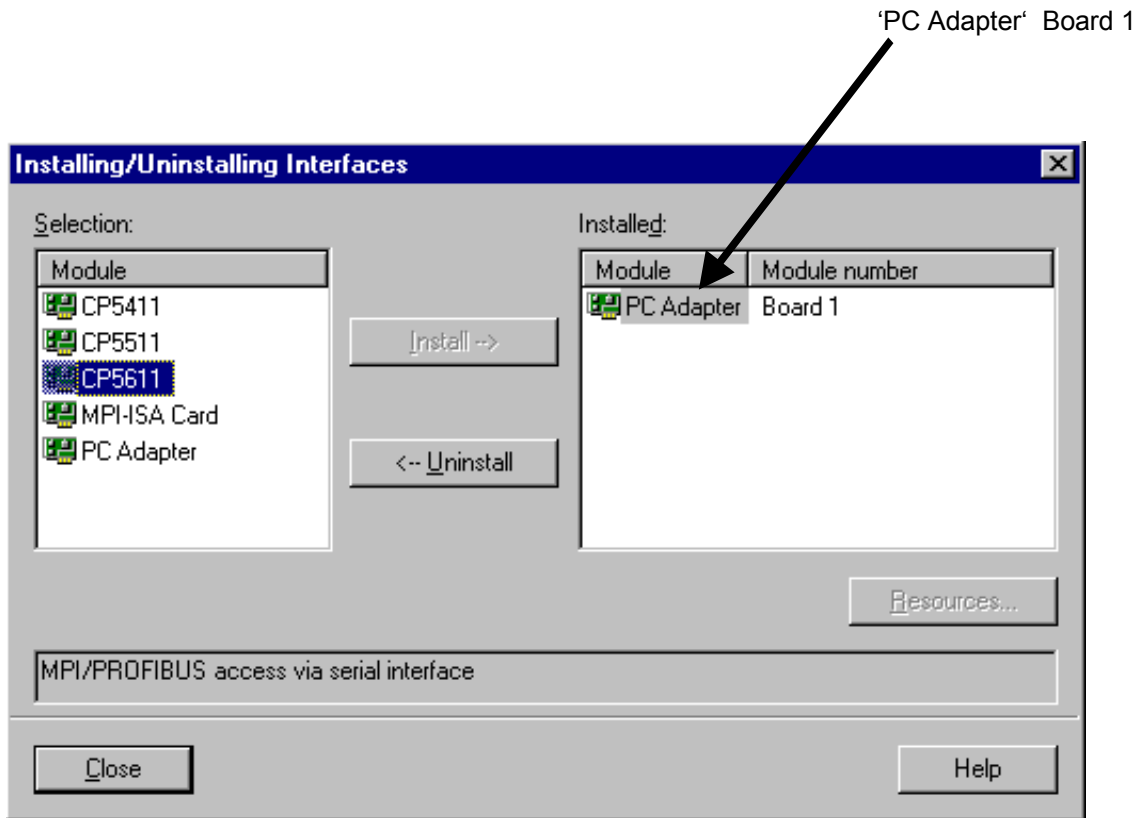 ‘PC Adapter‘ Board 1
Installing/Uninstalling Interfaces
Selection:
Installed:
Module
Module Module number
CP5411
PC Adapter Board 1
CP5511
Install -->
CP5611
MPI-ISA Card
PC Adapter
<-- Uninstall
Resources...
MPI/PROFIBUS access via serial interface
Close
Help